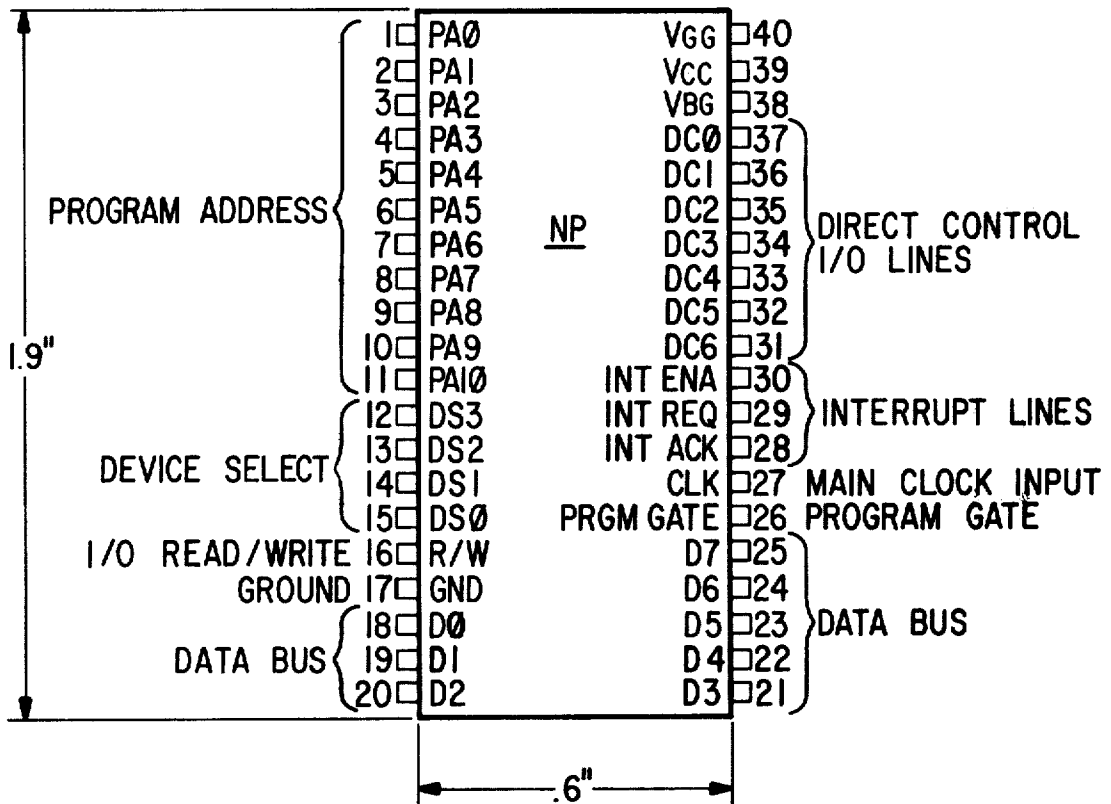 1 PAØ VGG 40
2 PA1 VCC 39
3 PA2 VBG 38
4 PA3 DCØ 37
5 PA4 DC1 36
PROGRAM ADDRESS 6 PA5 DC2 35 DIRECT CONTROL
7 PA6 NP DC3 34 I/O LINES
8 PA7 DC4 33
9 PA8 DC5 32
10 PA9 DC6 31
1.9"
11 PA1Ø INT ENA 30
12 DS3 INT REQ 29 INTERRUPT LINES
13 DS2 INT ACK 28
DEVICE SELECT
14 DS1 CLK 27 MAIN CLOCK INPUT
15 DSØ PRGM GATE 26 PROGRAM GATE
I/O READ/WRITE 16 R/W D7 25
GROUND 17 GND D6 24
18 DØ D5 23 DATA BUS
DATA BUS 19 D1 D4 22
20 D2 D3 21
.6"